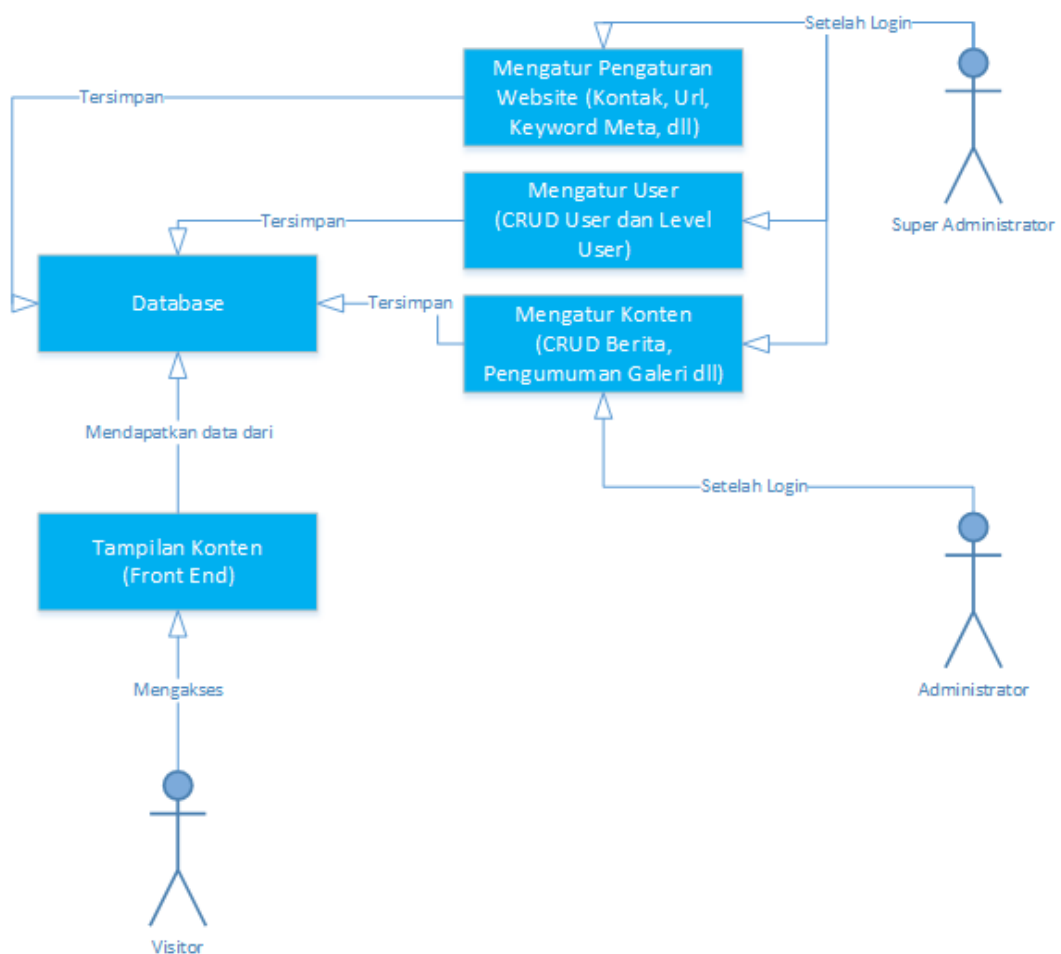 Setelah Login
Mengatur Pengaturan
Website (Kontak, Url,
Keyword Meta, dll)
Tersimpan
Mengatur User
(CRUD User dan Level
User)
Tersimpan
Super Administrator
Database
Tersimpan
Mengatur Konten
(CRUD Berita,
Pengumuman Galeri dll)
Mendapatkan data dari
Setelah Login
Tampilan Konten
(Front End)
Mengakses
Administrator
Visitor